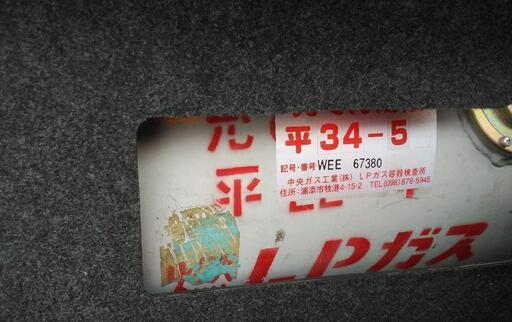 平34-5
記号・番号 WEE 67380
中央ガス工業(株) LPガス容器検査所
住所:浦添市牧港4-15-2 TEL(098)876-5945
平
LPガス